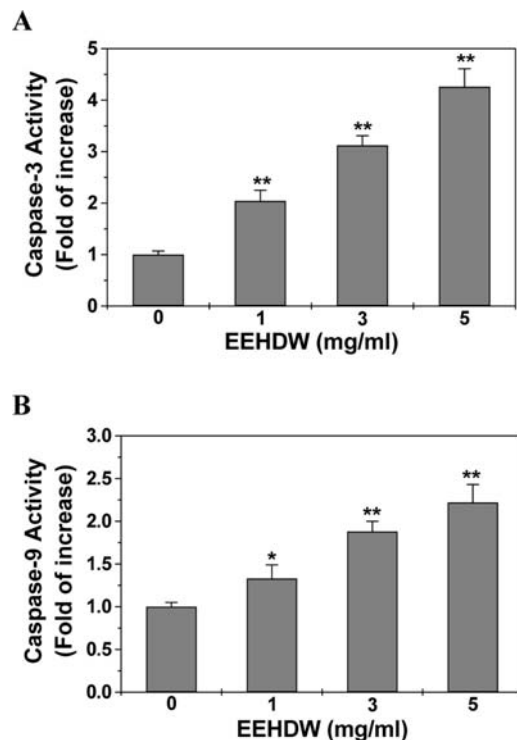 A
Caspase-3 Activity
(Fold of increase)
5
4
3
2
1
0
**
**
**
0 1 3 5
EEHDW (mg/ml)
B
Caspase-9 Activity
(Fold of increase)
3.0
2.5
2.0
1.5
1.0
0.5
0.0
*
**
**
0 1 3 5
EEHDW (mg/ml)